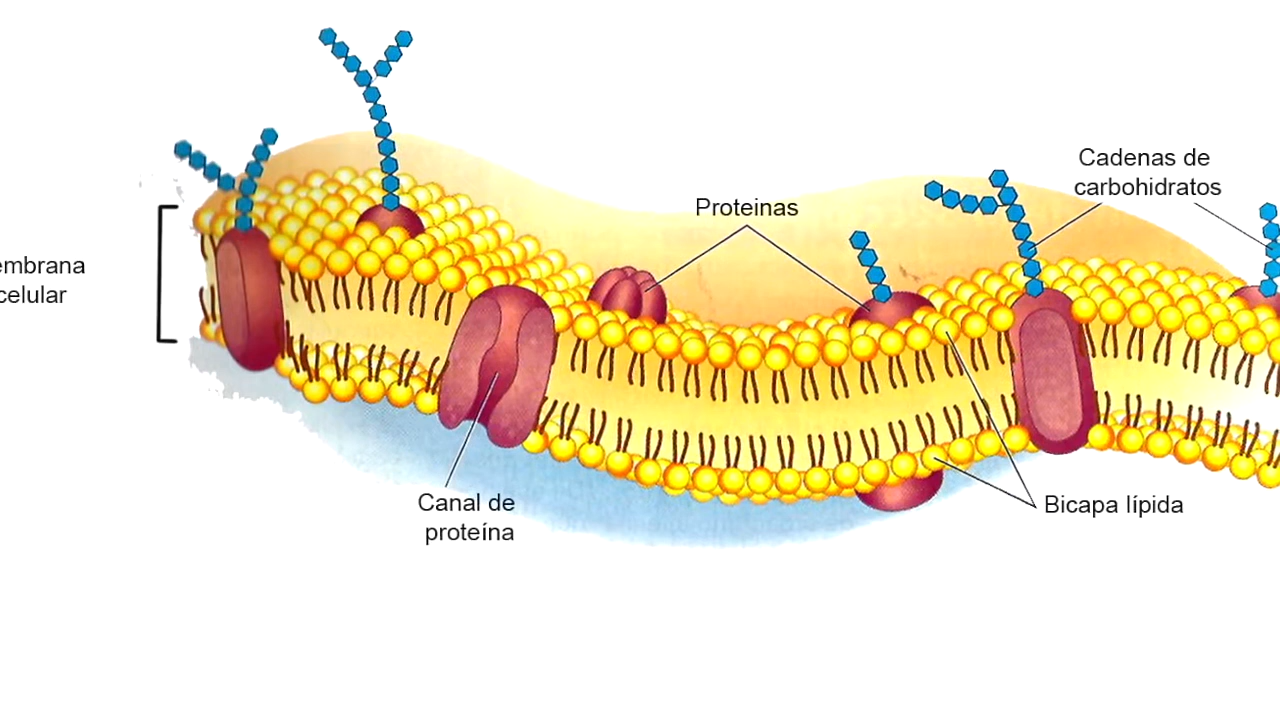 Cadenas de
carbohidratos
Proteinas
embrana
celular
Canal de
proteína
Bicapa lípida